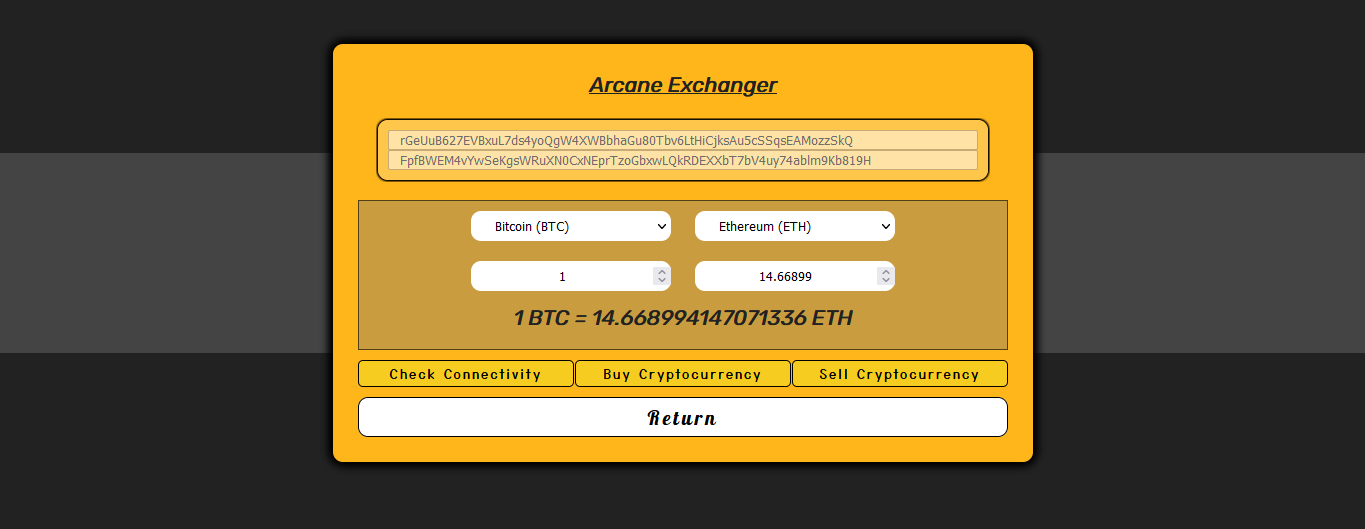 Arcane Exchanger
rGeUuB627EVBxuL7ds4yoQgW4XWBbhaGu80Tbv6LtHiCjksAu5cSSqsEAMozzSkQ
FpfBWEM4vYwSeKgsWRuXN0CxNEprTzoGbxwLQkRDEXXbT7bV4uy74ablm9Kb819H
Bitcoin (BTC) Ethereum (ETH)
1 14.66899
1 BTC = 14.668994147071336 ETH
Check Connectivity Buy Cryptocurrency Sell Cryptocurrency
Return